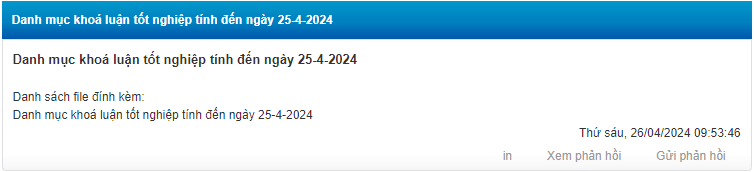 Danh mục khoá luận tốt nghiệp tính đến ngày 25-4-2024
Danh mục khoá luận tốt nghiệp tính đến ngày 25-4-2024
Danh sách file đính kèm:
Danh mục khoá luận tốt nghiệp tính đến ngày 25-4-2024
Thứ sáu, 26/04/2024 09:53:46
in Xem phản hồi Gửi phản hồi